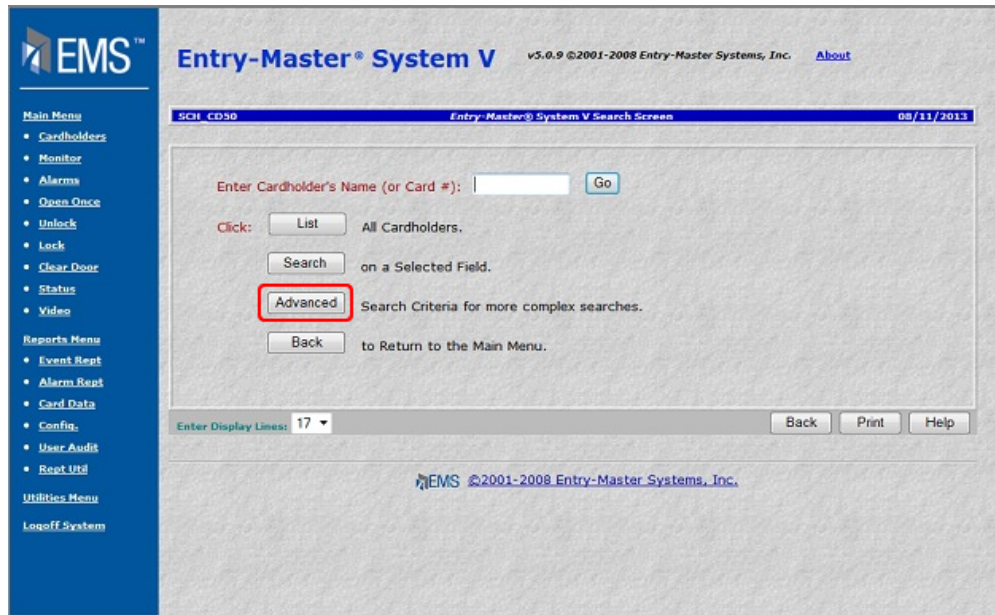 EMS™
Entry-Master® System V v5.0.9 ©2001-2008 Entry-Master Systems, Inc. About
Main Menu
• Cardholders
• Monitor
• Alarms
• Open Once
• Unlock
• Lock
• Clear Door
• Status
• Video
Reports Menu
• Event Rept
• Alarm Rept
• Card Data
• Config.
• User Audit
• Rept Util
Utilities Menu
Logoff System
SCH_CD50 Entry-Master® System V Search Screen 08/11/2013
Enter Cardholder's Name (or Card #): Go
Click: List All Cardholders.
Search on a Selected Field.
Advanced Search Criteria for more complex searches.
Back to Return to the Main Menu.
Enter Display Lines: 17 Back Print Help
EMS ©2001-2008 Entry-Master Systems, Inc.